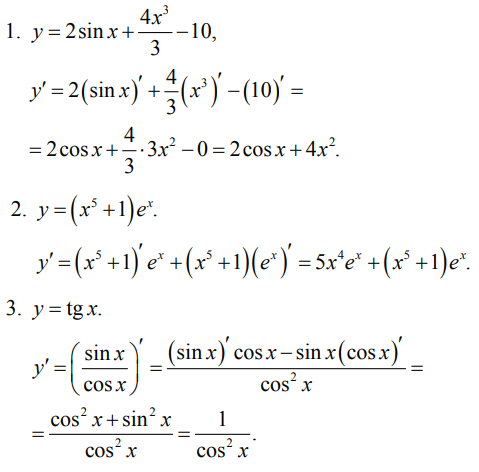 1. y = 2 sin x + 4x³/3 − 10,
y′ = 2(sin x)′ + 4/3 (x³)′ − (10)′ =
= 2 cos x + 4/3 · 3x² − 0 = 2 cos x + 4x².
2. y = (x⁵ + 1)eˣ.
y′ = (x⁵ + 1)′ eˣ + (x⁵ + 1)(eˣ)′ = 5x⁴eˣ + (x⁵ + 1)eˣ.
3. y = tg x.
y′ = (sin x / cos x)′ = ((sin x)′ cos x − sin x (cos x)′) / cos² x =
= (cos² x + sin² x) / cos² x = 1 / cos² x.